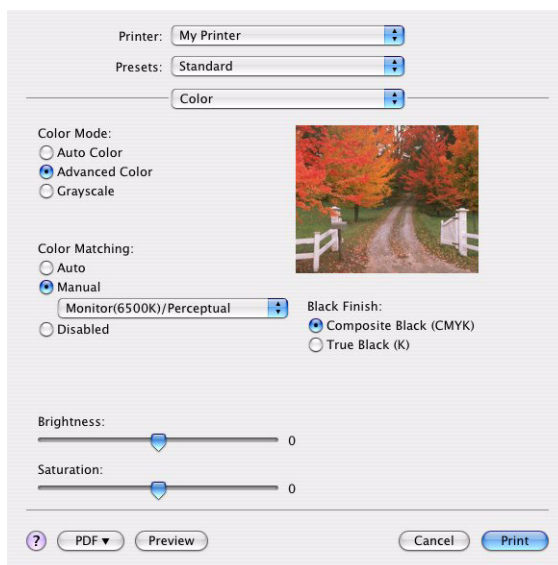 Printer: My Printer
Presets: Standard
Color
Color Mode:
Auto Color
Advanced Color
Grayscale
Color Matching:
Auto
Manual
Monitor(6500K)/Perceptual
Disabled
Black Finish:
Composite Black (CMYK)
True Black (K)
Brightness:
0
Saturation:
0
? PDF ▼ Preview Cancel Print